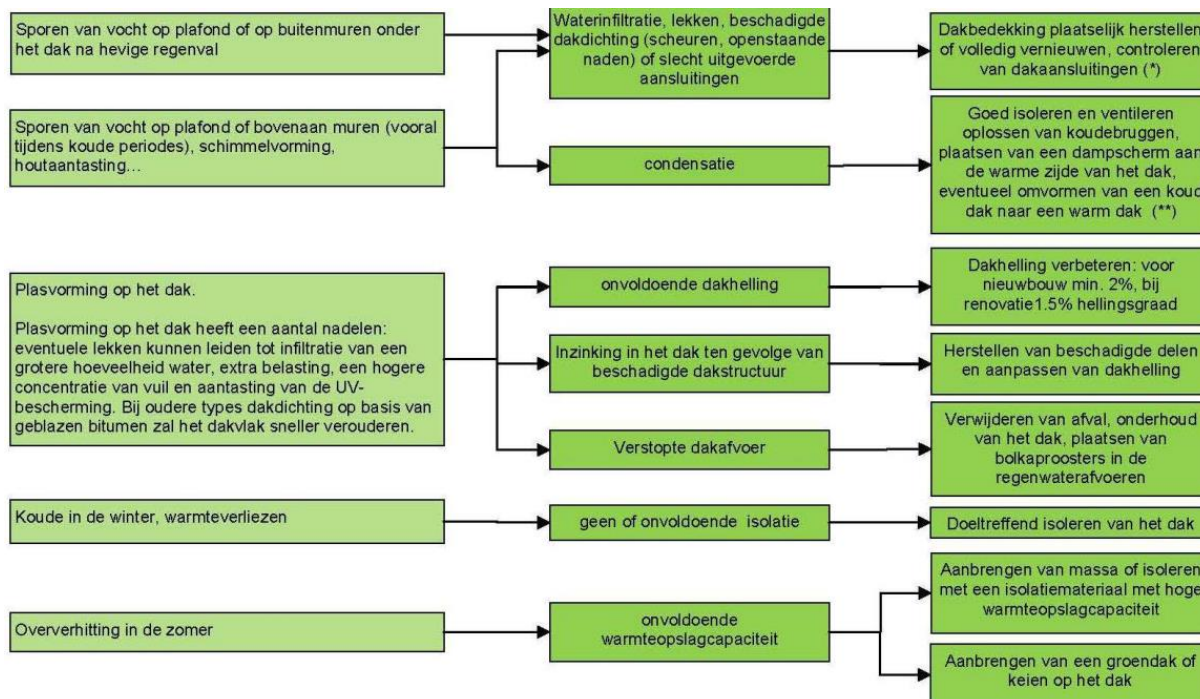 Sporen van vocht op plafond of op buitenmuren onder
het dak na hevige regenval
Waterinfiltratie, lekken, beschadigde
dakdichting (scheuren, openstaande
naden) of slecht uitgevoerde
aansluitingen
Dakbedekking plaatselijk herstellen
of volledig vernieuwen, controleren
van dakaansluitingen (*)
Sporen van vocht op plafond of bovenaan muren (vooral
tijdens koude periodes), schimmelvorming,
houtaantasting...
condensatie
Goed isoleren en ventileren
oplossen van koudebruggen,
plaatsen van een dampscherm aan
de warme zijde van het dak,
eventueel omvormen van een koud
dak naar een warm dak (**)
Plasvorming op het dak.
Plasvorming op het dak heeft een aantal nadelen:
eventuele lekken kunnen leiden tot infiltratie van een
grotere hoeveelheid water, extra belasting, een hogere
concentratie van vuil en aantasting van de UV-
bescherming. Bij oudere types dakdichting op basis van
geblazen bitumen zal het dakvlak sneller verouderen.
onvoldoende dakhelling
Dakhelling verbeteren: voor
nieuwbouw min. 2%, bij
renovatie1.5% hellingsgraad
Inzinking in het dak ten gevolge van
beschadigde dakstructuur
Herstellen van beschadigde delen
en aanpassen van dakhelling
Verstopte dakafvoer
Verwijderen van afval, onderhoud
van het dak, plaatsen van
bolkaproosters in de
regenwaterafvoeren
Koude in de winter, warmteverliezen
geen of onvoldoende isolatie
Doeltreffend isoleren van het dak
Oververhitting in de zomer
onvoldoende
warmteopslagcapaciteit
Aanbrengen van massa of isoleren
met een isolatiemateriaal met hoge
warmteopslagcapaciteit
Aanbrengen van een groendak of
keien op het dak